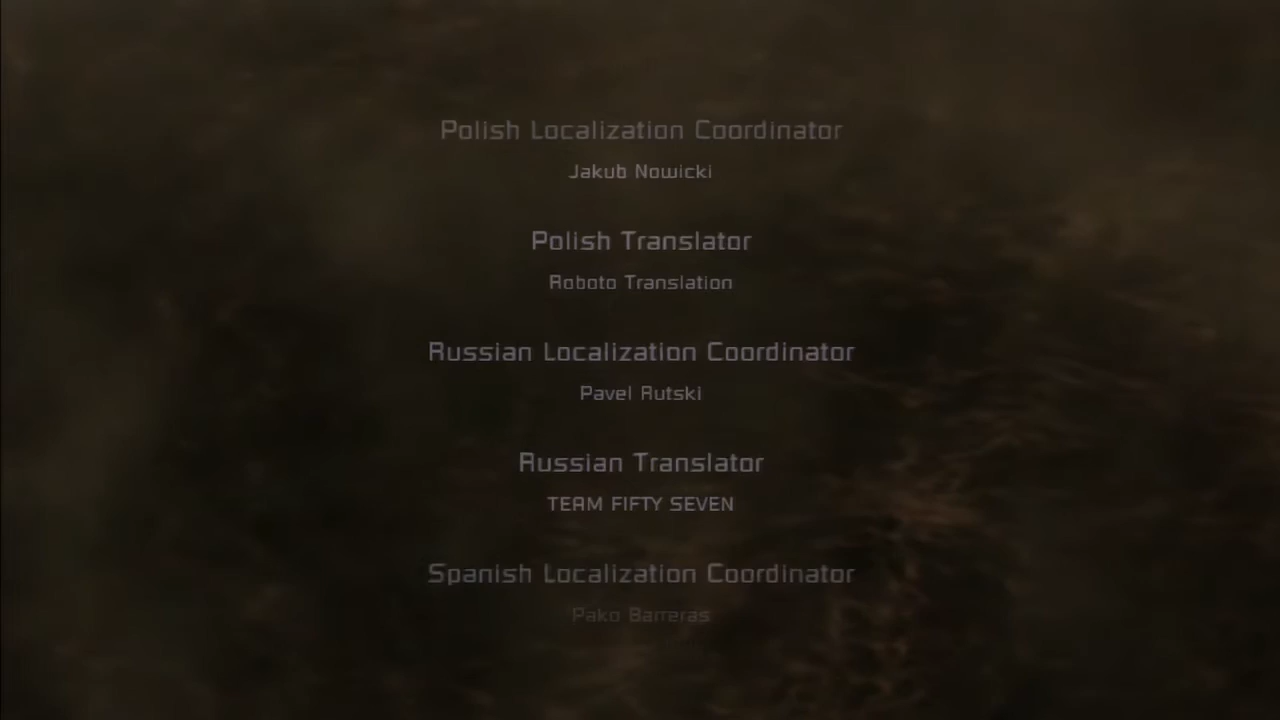 Polish Localization Coordinator
Jakub Nowicki
Polish Translator
Roboto Translation
Russian Localization Coordinator
Pavel Rutski
Russian Translator
TEAM FIFTY SEVEN
Spanish Localization Coordinator
Pako Barreras